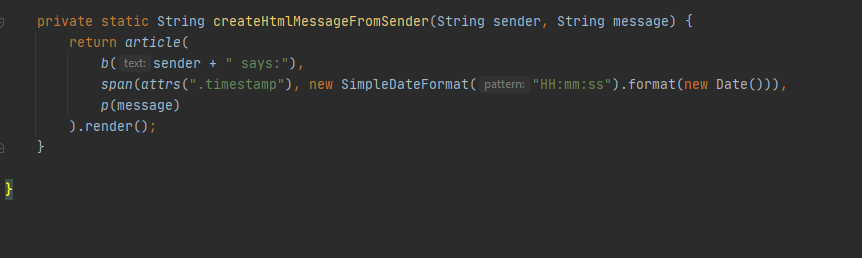 private static String createHtmlMessageFromSender(String sender, String message) {
return article(
b( text: sender + " says:"),
span(attrs(".timestamp"), new SimpleDateFormat( pattern: "HH:mm:ss").format(new Date())),
p(message)
).render();
}
}